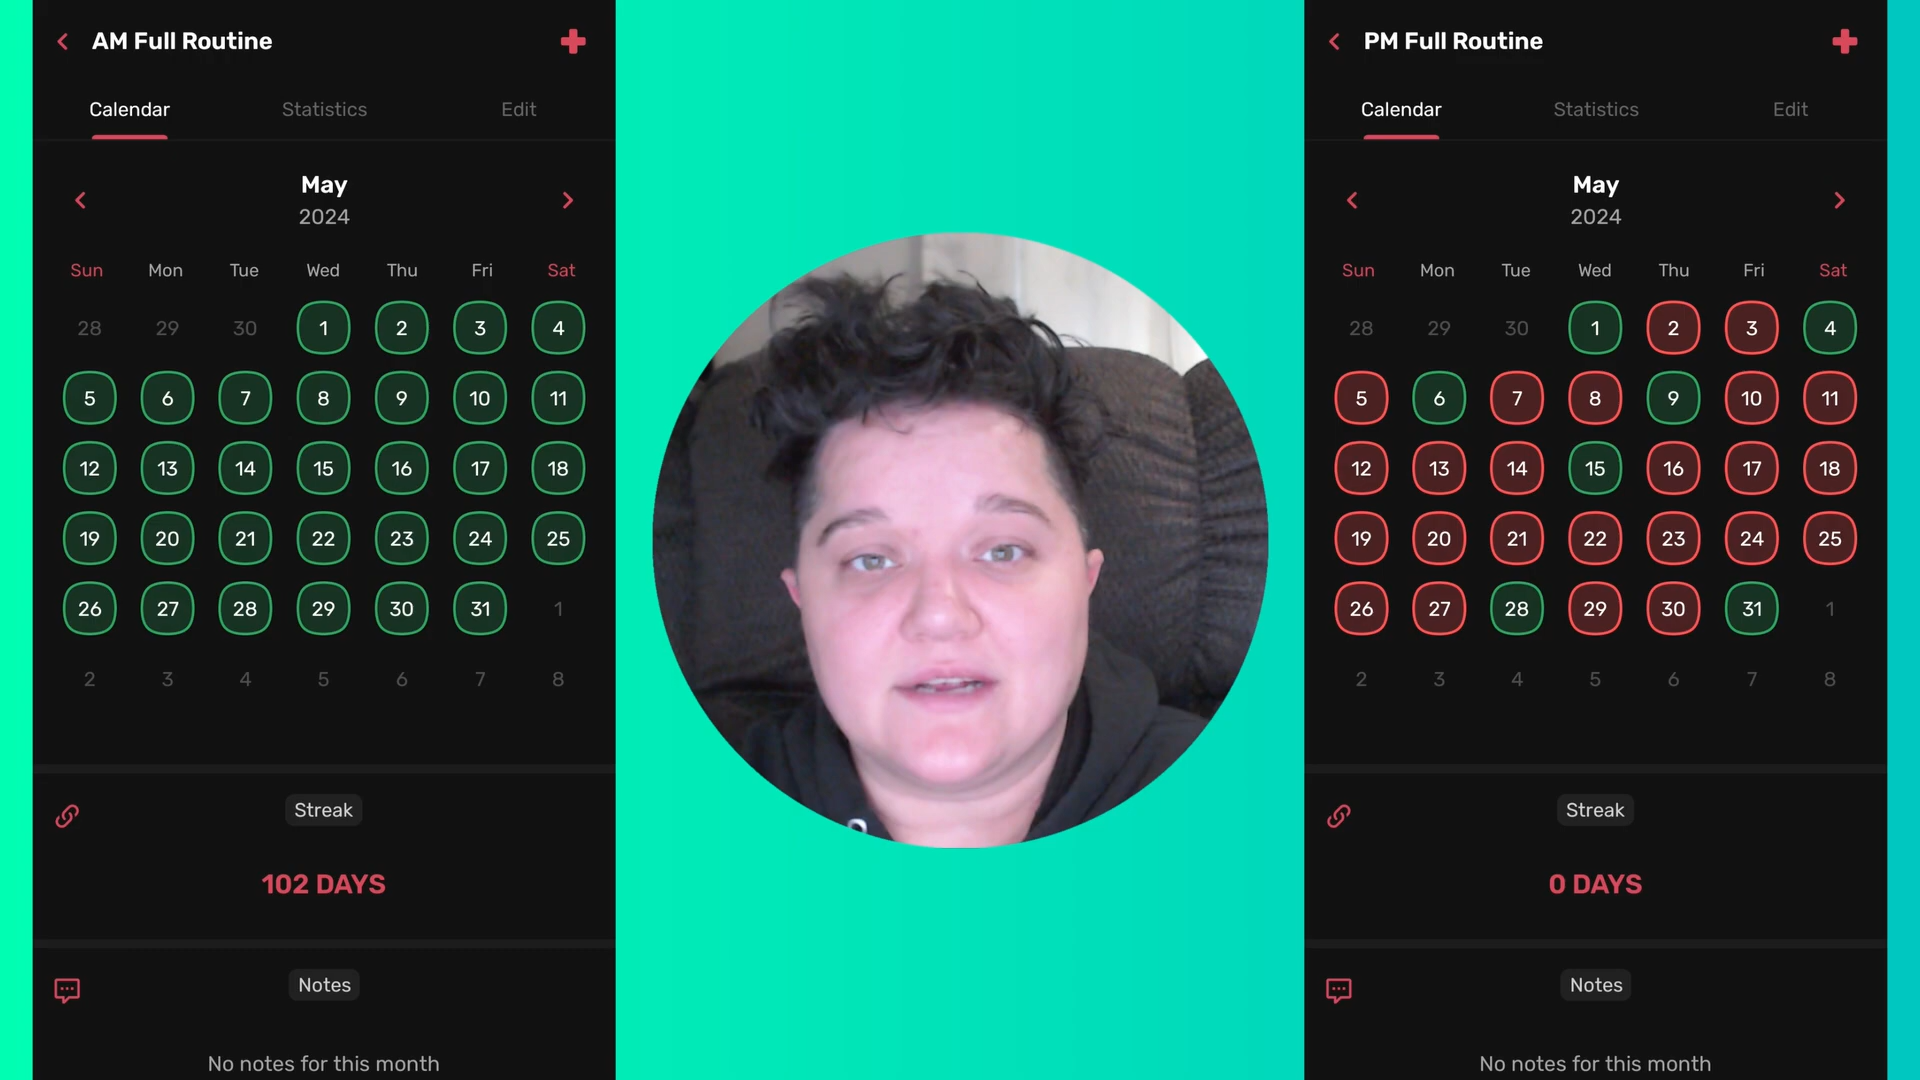 AM Full Routine
Calendar Statistics Edit
May
2024
Sun Mon Tue Wed Thu Fri Sat
28 29 30 1 2 3 4
5 6 7 8 9 10 11
12 13 14 15 16 17 18
19 20 21 22 23 24 25
26 27 28 29 30 31 1
2 3 4 5 6 7 8
Streak
102 DAYS
Notes
No notes for this month
PM Full Routine
Calendar Statistics Edit
May
2024
Sun Mon Tue Wed Thu Fri Sat
28 29 30 1 2 3 4
5 6 7 8 9 10 11
12 13 14 15 16 17 18
19 20 21 22 23 24 25
26 27 28 29 30 31 1
2 3 4 5 6 7 8
Streak
0 DAYS
Notes
No notes for this month